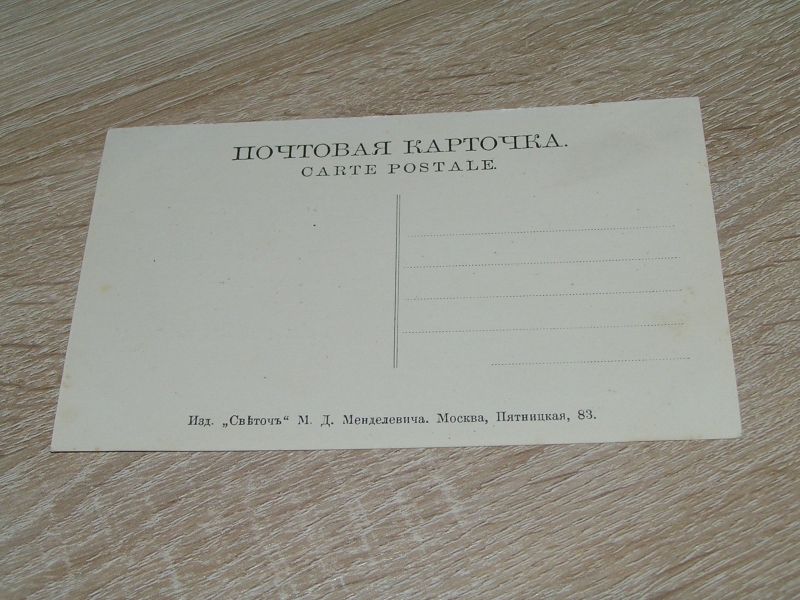 ПОЧТОВАЯ КАРТОЧКА.
CARTE POSTALE.
Изд. „Свѣточъ“ М. Д. Менделевича. Москва, Пятницкая, 83.